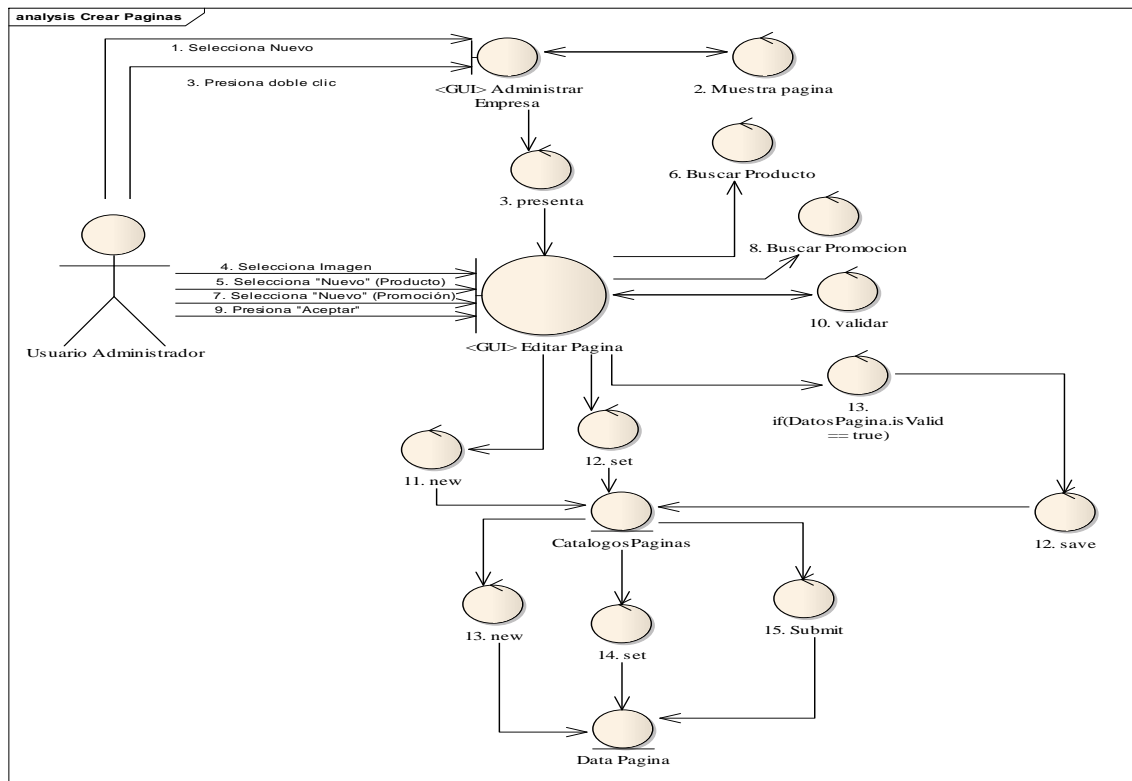 analysis Crear Paginas
1. Selecciona Nuevo
3. Presiona doble clic
<GUI> Administrar
Empresa
2. Muestra pagina
6. Buscar Producto
3. presenta
8. Buscar Promocion
4. Selecciona Imagen
5. Selecciona "Nuevo" (Producto)
7. Selecciona "Nuevo" (Promoción)
9. Presiona "Aceptar"
10. validar
Usuario Administrador
<GUI> Editar Pagina
13.
if(DatosPagina.isValid
== true)
12. set
11. new
CatalogosPaginas
12. save
13. new
15. Submit
14. set
Data Pagina